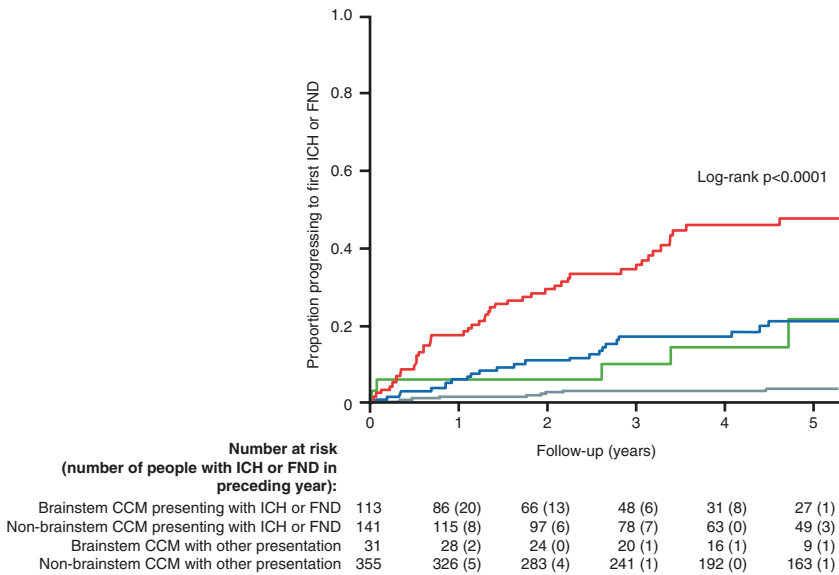 1.0
0.8
0.6
0.4
0.2
0
Proportion progressing to first ICH or FND
Log-rank p<0.0001
0 1 2 3 4 5
Follow-up (years)
Number at risk
(number of people with ICH or FND in
preceding year):
Brainstem CCM presenting with ICH or FND 113 86 (20) 66 (13) 48 (6) 31 (8) 27 (1)
Non-brainstem CCM presenting with ICH or FND 141 115 (8) 97 (6) 78 (7) 63 (0) 49 (3)
Brainstem CCM with other presentation 31 28 (2) 24 (0) 20 (1) 16 (1) 9 (1)
Non-brainstem CCM with other presentation 355 326 (5) 283 (4) 241 (1) 192 (0) 163 (1)